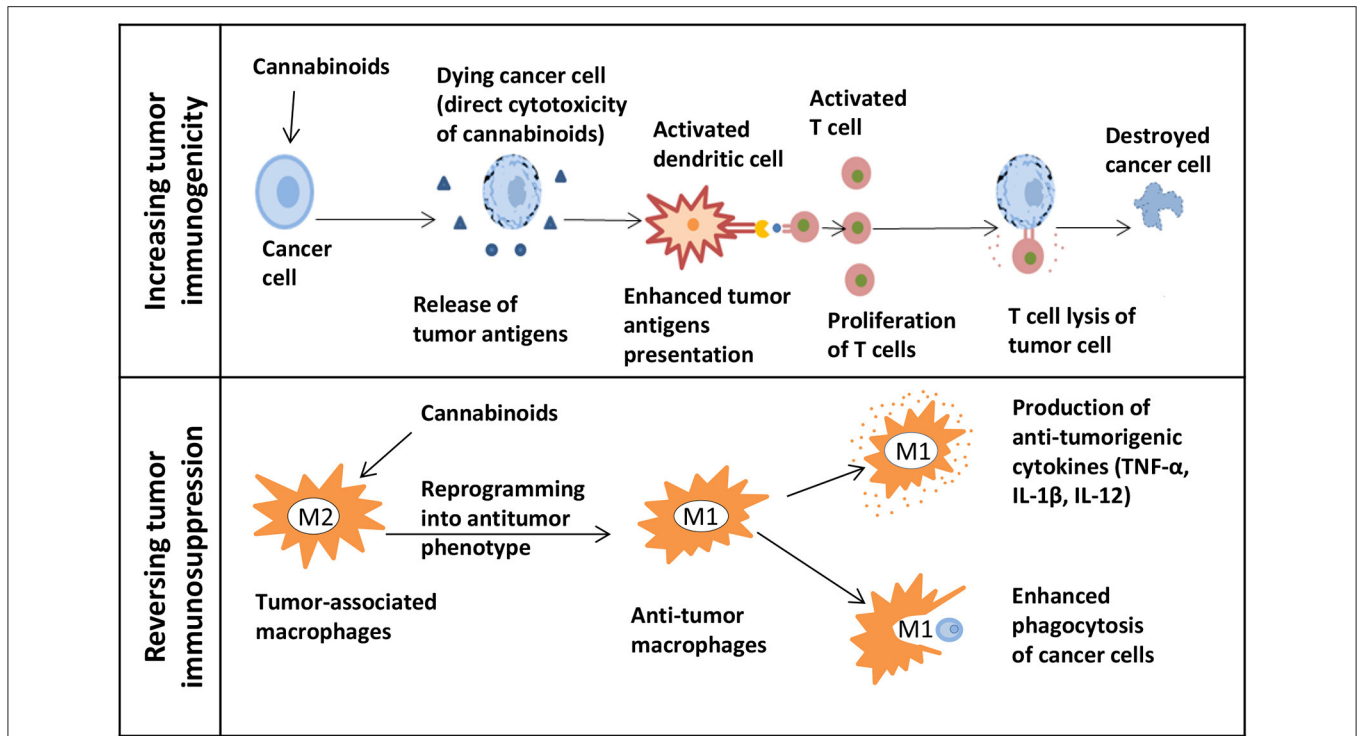 Increasing tumor
immunogenicity
Cannabinoids
Cancer
cell
Dying cancer cell
(direct cytotoxicity
of cannabinoids)
Release of
tumor antigens
Activated
dendritic cell
Enhanced tumor
antigens
presentation
Activated
T cell
Proliferation
of T cells
T cell lysis of
tumor cell
Destroyed
cancer cell
Reversing tumor
immunosuppression
Cannabinoids
M2
Tumor-associated
macrophages
Reprogramming
into antitumor
phenotype
M1
Anti-tumor
macrophages
M1
Production of
anti-tumorigenic
cytokines (TNF-α,
IL-1β, IL-12)
M1
Enhanced
phagocytosis
of cancer cells